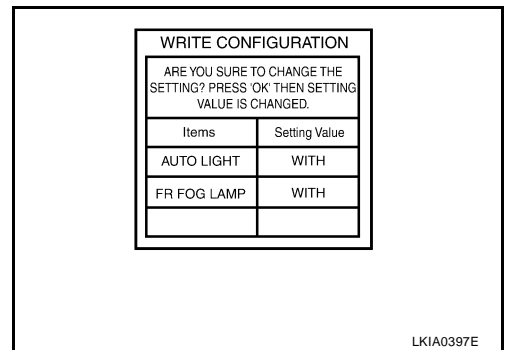 WRITE CONFIGURATION
ARE YOU SURE TO CHANGE THE
SETTING? PRESS 'OK' THEN SETTING
VALUE IS CHANGED.
Items Setting Value
AUTO LIGHT WITH
FR FOG LAMP WITH
LKIA0397E